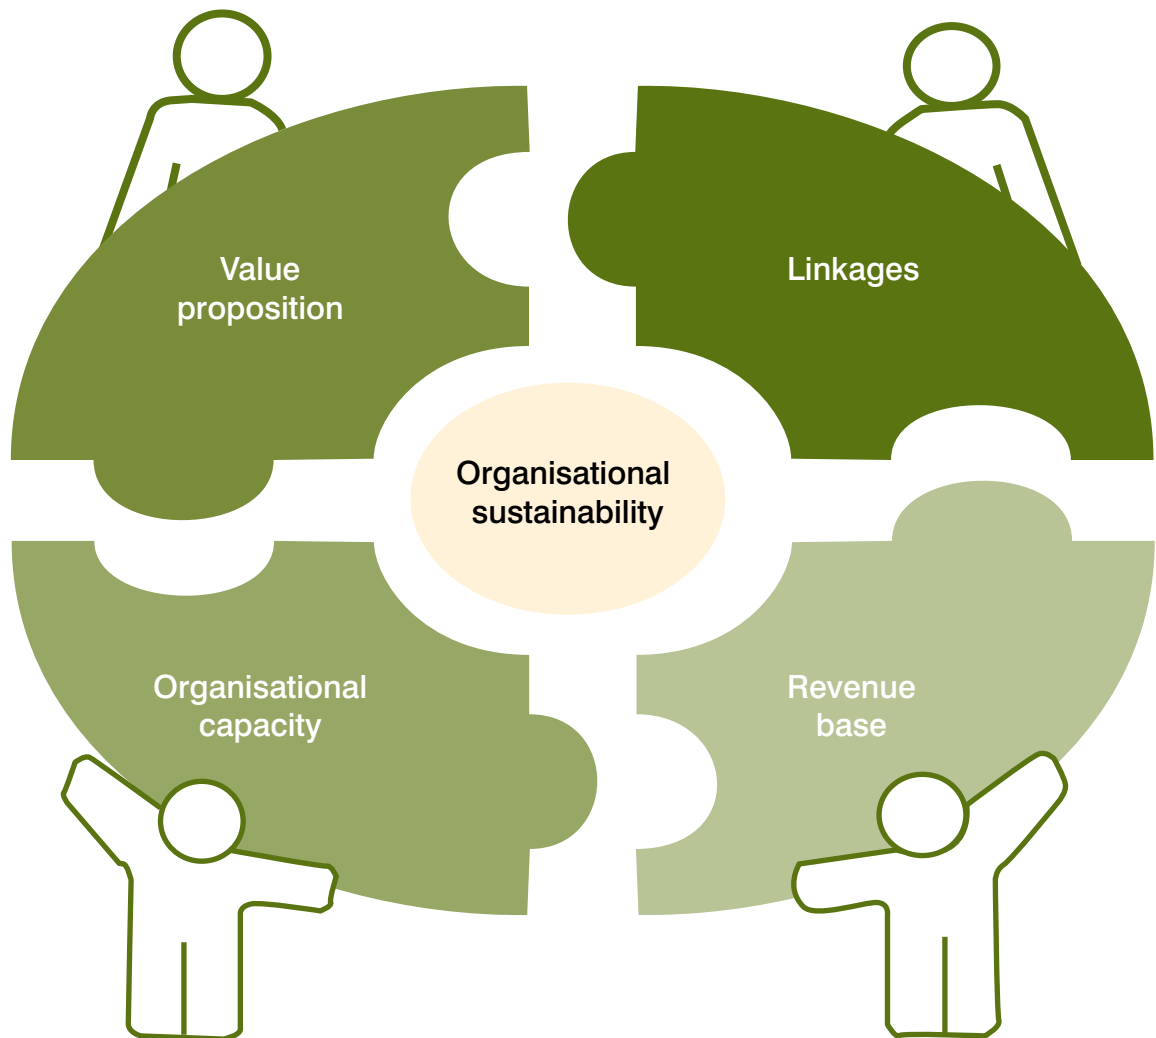 Value
proposition
Linkages
Organisational
sustainability
Organisational
capacity
Revenue
base